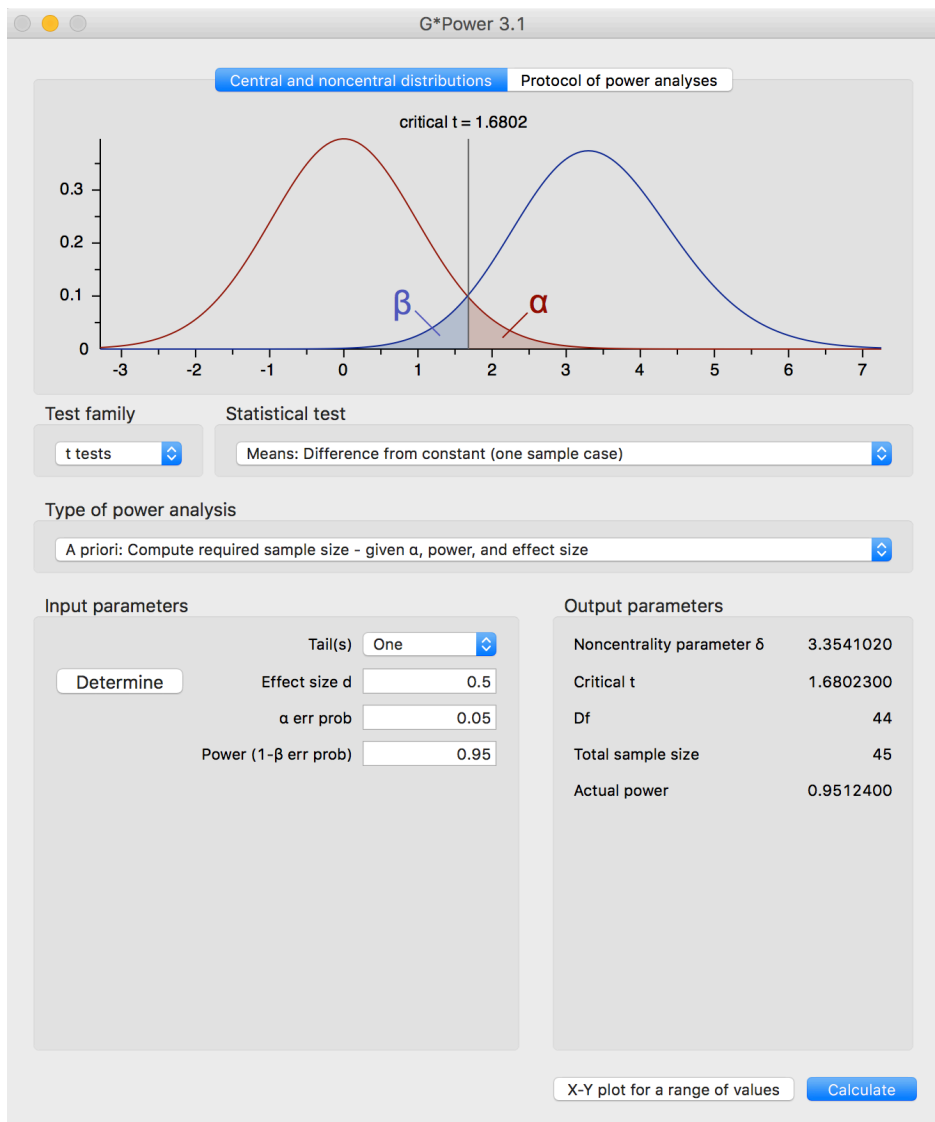 G*Power 3.1
Central and noncentral distributions Protocol of power analyses
critical t = 1.6802
0.3
0.2
0.1
0
β
α
-3 -2 -1 0 1 2 3 4 5 6 7
Test family Statistical test
t tests Means: Difference from constant (one sample case)
Type of power analysis
A priori: Compute required sample size - given α, power, and effect size
Input parameters
Tail(s) One
Determine Effect size d 0.5
α err prob 0.05
Power (1-β err prob) 0.95
Output parameters
Noncentrality parameter δ 3.3541020
Critical t 1.6802300
Df 44
Total sample size 45
Actual power 0.9512400
X-Y plot for a range of values Calculate